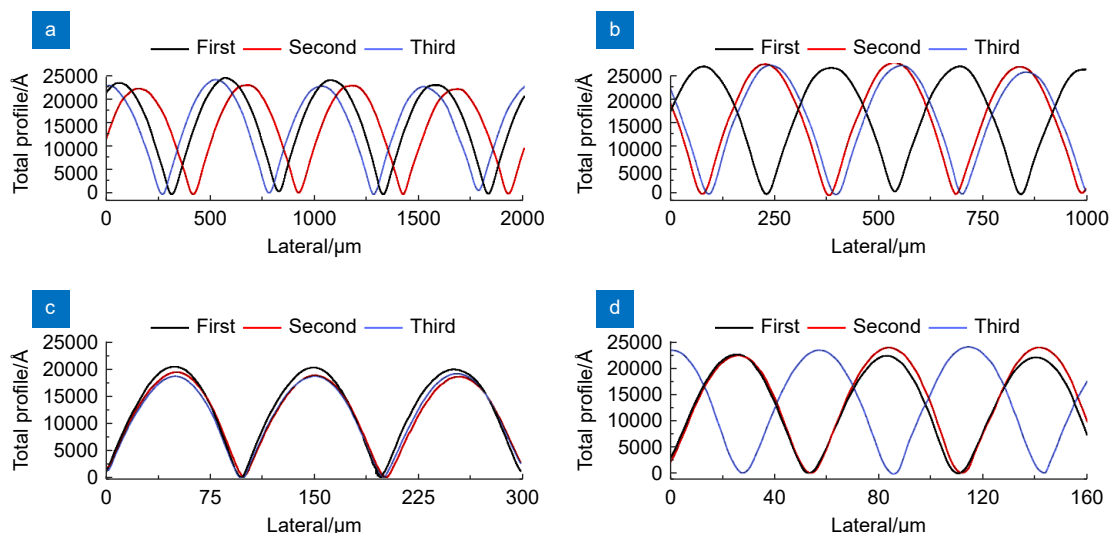 a
First Second Third
Total profile/Å
25000
20000
15000
10000
5000
0
0 500 1000 1500 2000
Lateral/µm
b
First Second Third
Total profile/Å
25000
20000
15000
10000
5000
0
0 250 500 750 1000
Lateral/µm
c
First Second Third
Total profile/Å
25000
20000
15000
10000
5000
0
0 75 150 225 300
Lateral/µm
d
First Second Third
Total profile/Å
25000
20000
15000
10000
5000
0
0 40 80 120 160
Lateral/µm